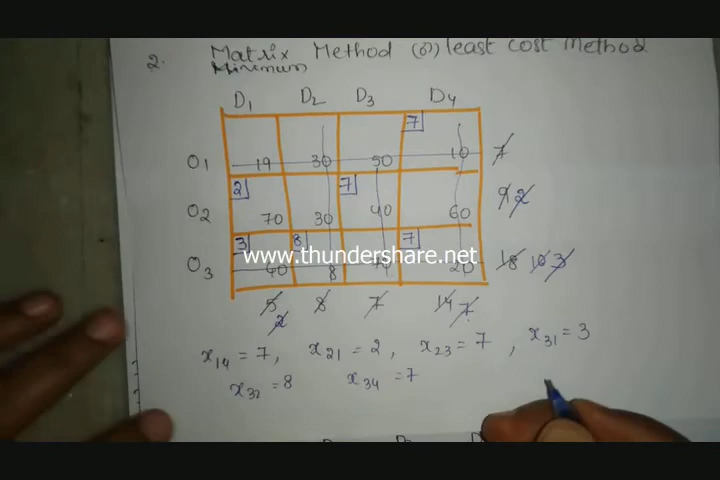 2. Matrix Method (or) least cost method
Minimum
D1 D2 D3 D4
7
O1 19 30 50 10 7
2 7
O2 70 30 40 60 9 2
3 8 7
www.thundershare.net
O3 40 8 20 18 10 3
5 8 7 14 7
2
x14 = 7, x21 = 2, x23 = 7, x31 = 3
x32 = 8 x34 = 7